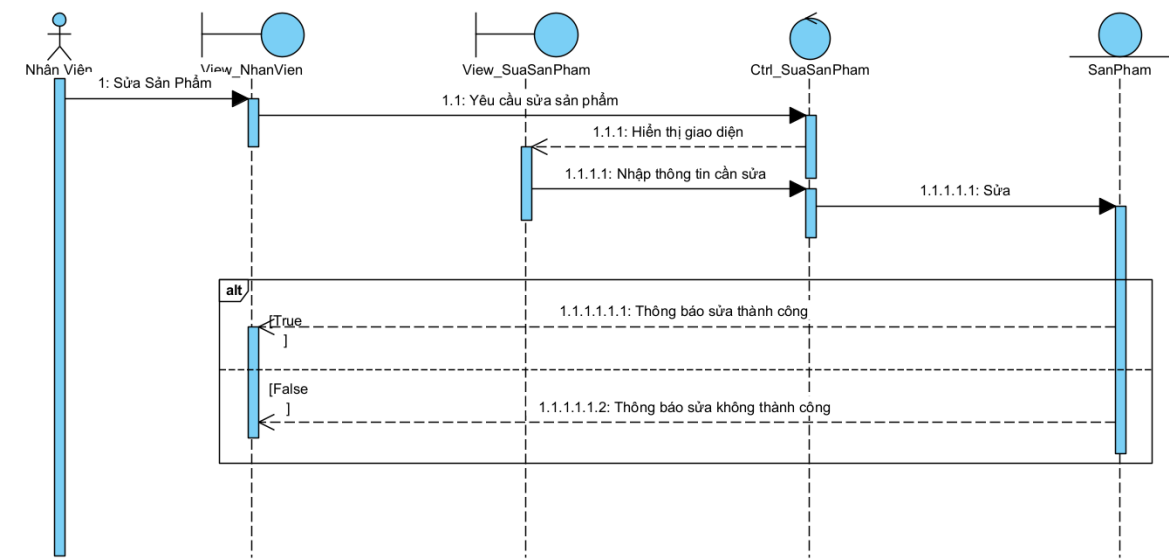 Nhân Viên
View_NhanVien
View_SuaSanPham
Ctrl_SuaSanPham
SanPham
1: Sửa Sản Phẩm
1.1: Yêu cầu sửa sản phẩm
1.1.1: Hiển thị giao diện
1.1.1.1: Nhập thông tin cần sửa
1.1.1.1.1: Sửa
alt
1.1.1.1.1.1: Thông báo sửa thành công
[True
]
[False
]
1.1.1.1.1.2: Thông báo sửa không thành công